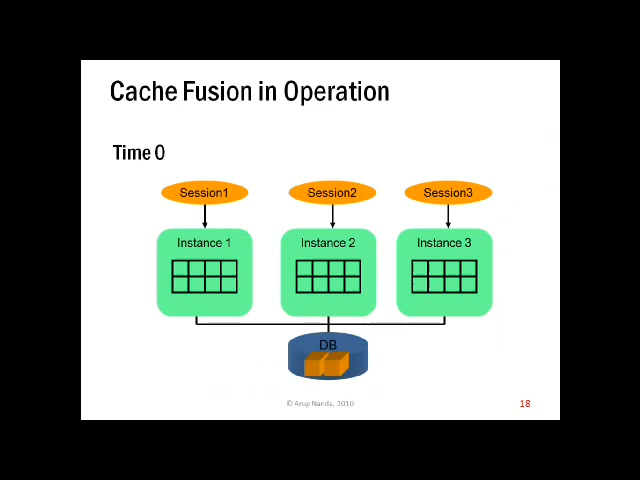 Cache Fusion in Operation
Time 0
Session1 Session2 Session3
Instance 1 Instance 2 Instance 3
DB
© Arup Nanda, 2010
18